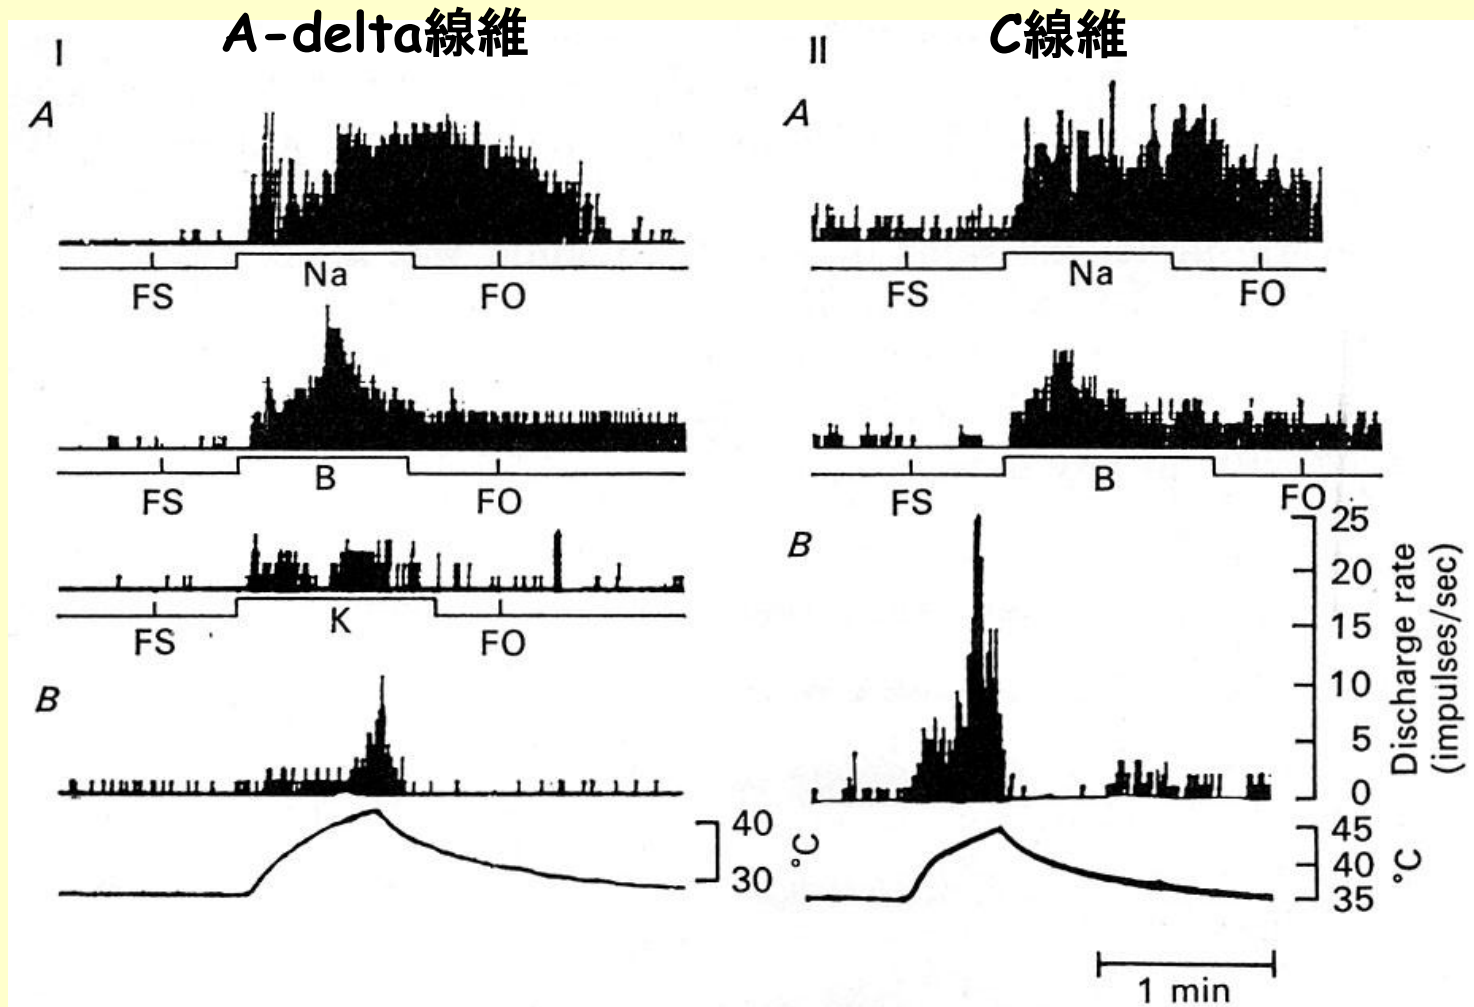 A-delta線維
C線維
I
II
A
A
Na
FS
FO
Na
FS
FO
B
FS
FO
B
FS
FO
K
FS
FO
B
B
25
20
15
10
5
0
Discharge rate
(impulses/sec)
40
30
°C
45
40
35
°C
1 min